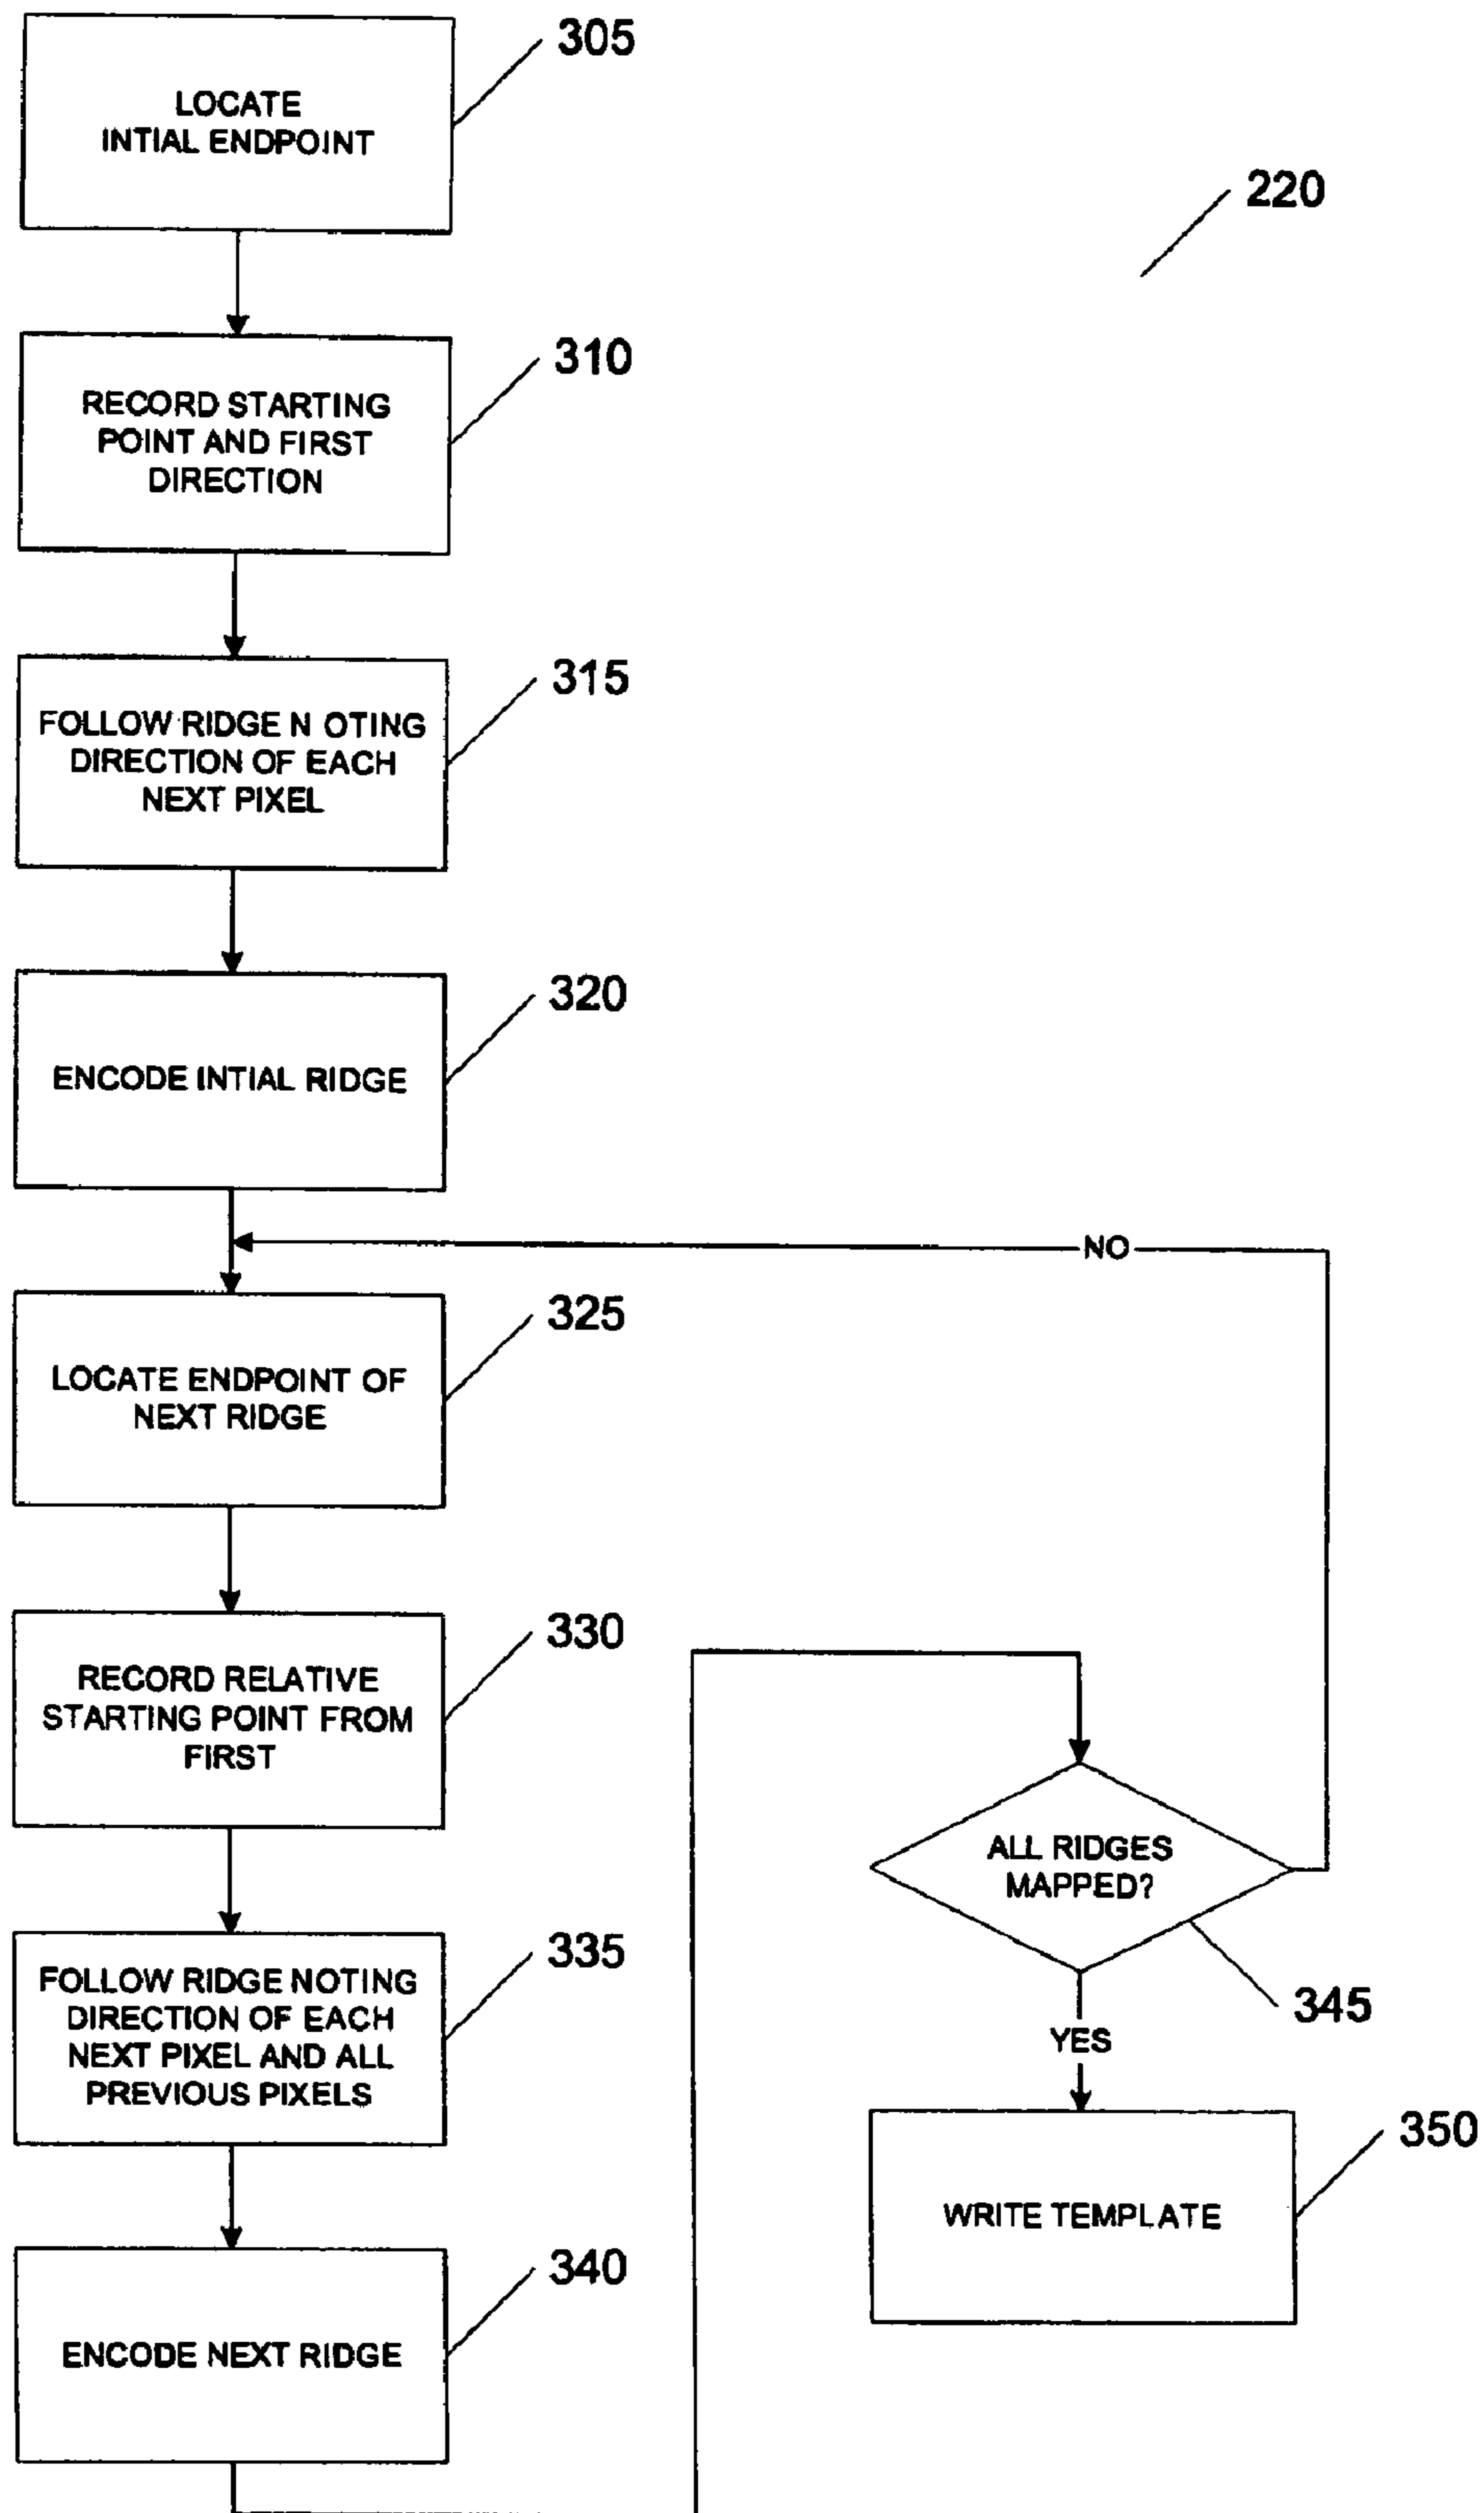 305
LOCATE
INTIAL ENDPOINT
220
310
RECORD STARTING
POINT AND FIRST
DIRECTION
315
FOLLOW RIDGE N OTING
DIRECTION OF EACH
NEXT PIXEL
320
ENCODE INTIAL RIDGE
NO
325
LOCATE ENDPOINT OF
NEXT RIDGE
330
RECORD RELATIVE
STARTING POINT FROM
FIRST
335
FOLLOW RIDGE NOTING
DIRECTION OF EACH
NEXT PIXEL AND ALL
PREVIOUS PIXELS
340
ENCODE NEXT RIDGE
ALL RIDGES
MAPPED?
345
YES
350
WRITE TEMPLATE